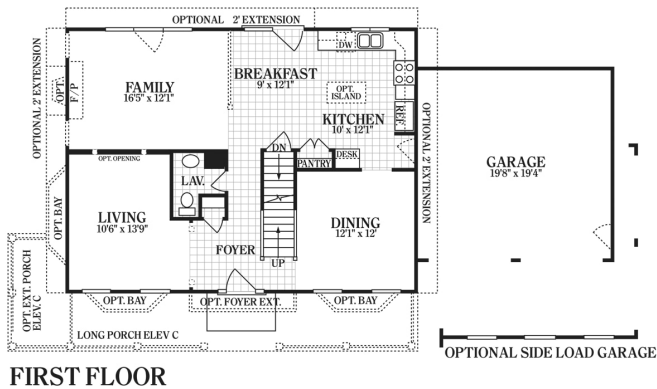 OPTIONAL 2' EXTENSION
OPTIONAL 2' EXTENSION
OPT.
F/P
FAMILY
16'5" x 12'1"
BREAKFAST
9' x 12'1"
DW
OPT.
ISLAND
KITCHEN
10' x 12'1"
REF.
OPTIONAL 2' EXTENSION
GARAGE
19'8" x 19'4"
OPT. OPENING
DN
PANTRY
DESK
LAV.
OPT. BAY
LIVING
10'6" x 13'9"
DINING
12'1" x 12'
FOYER
UP
OPT. EXT. PORCH
ELEV. C
OPT. BAY
OPT. FOYER EXT.
OPT. BAY
LONG PORCH ELEV C
OPTIONAL SIDE LOAD GARAGE
FIRST FLOOR